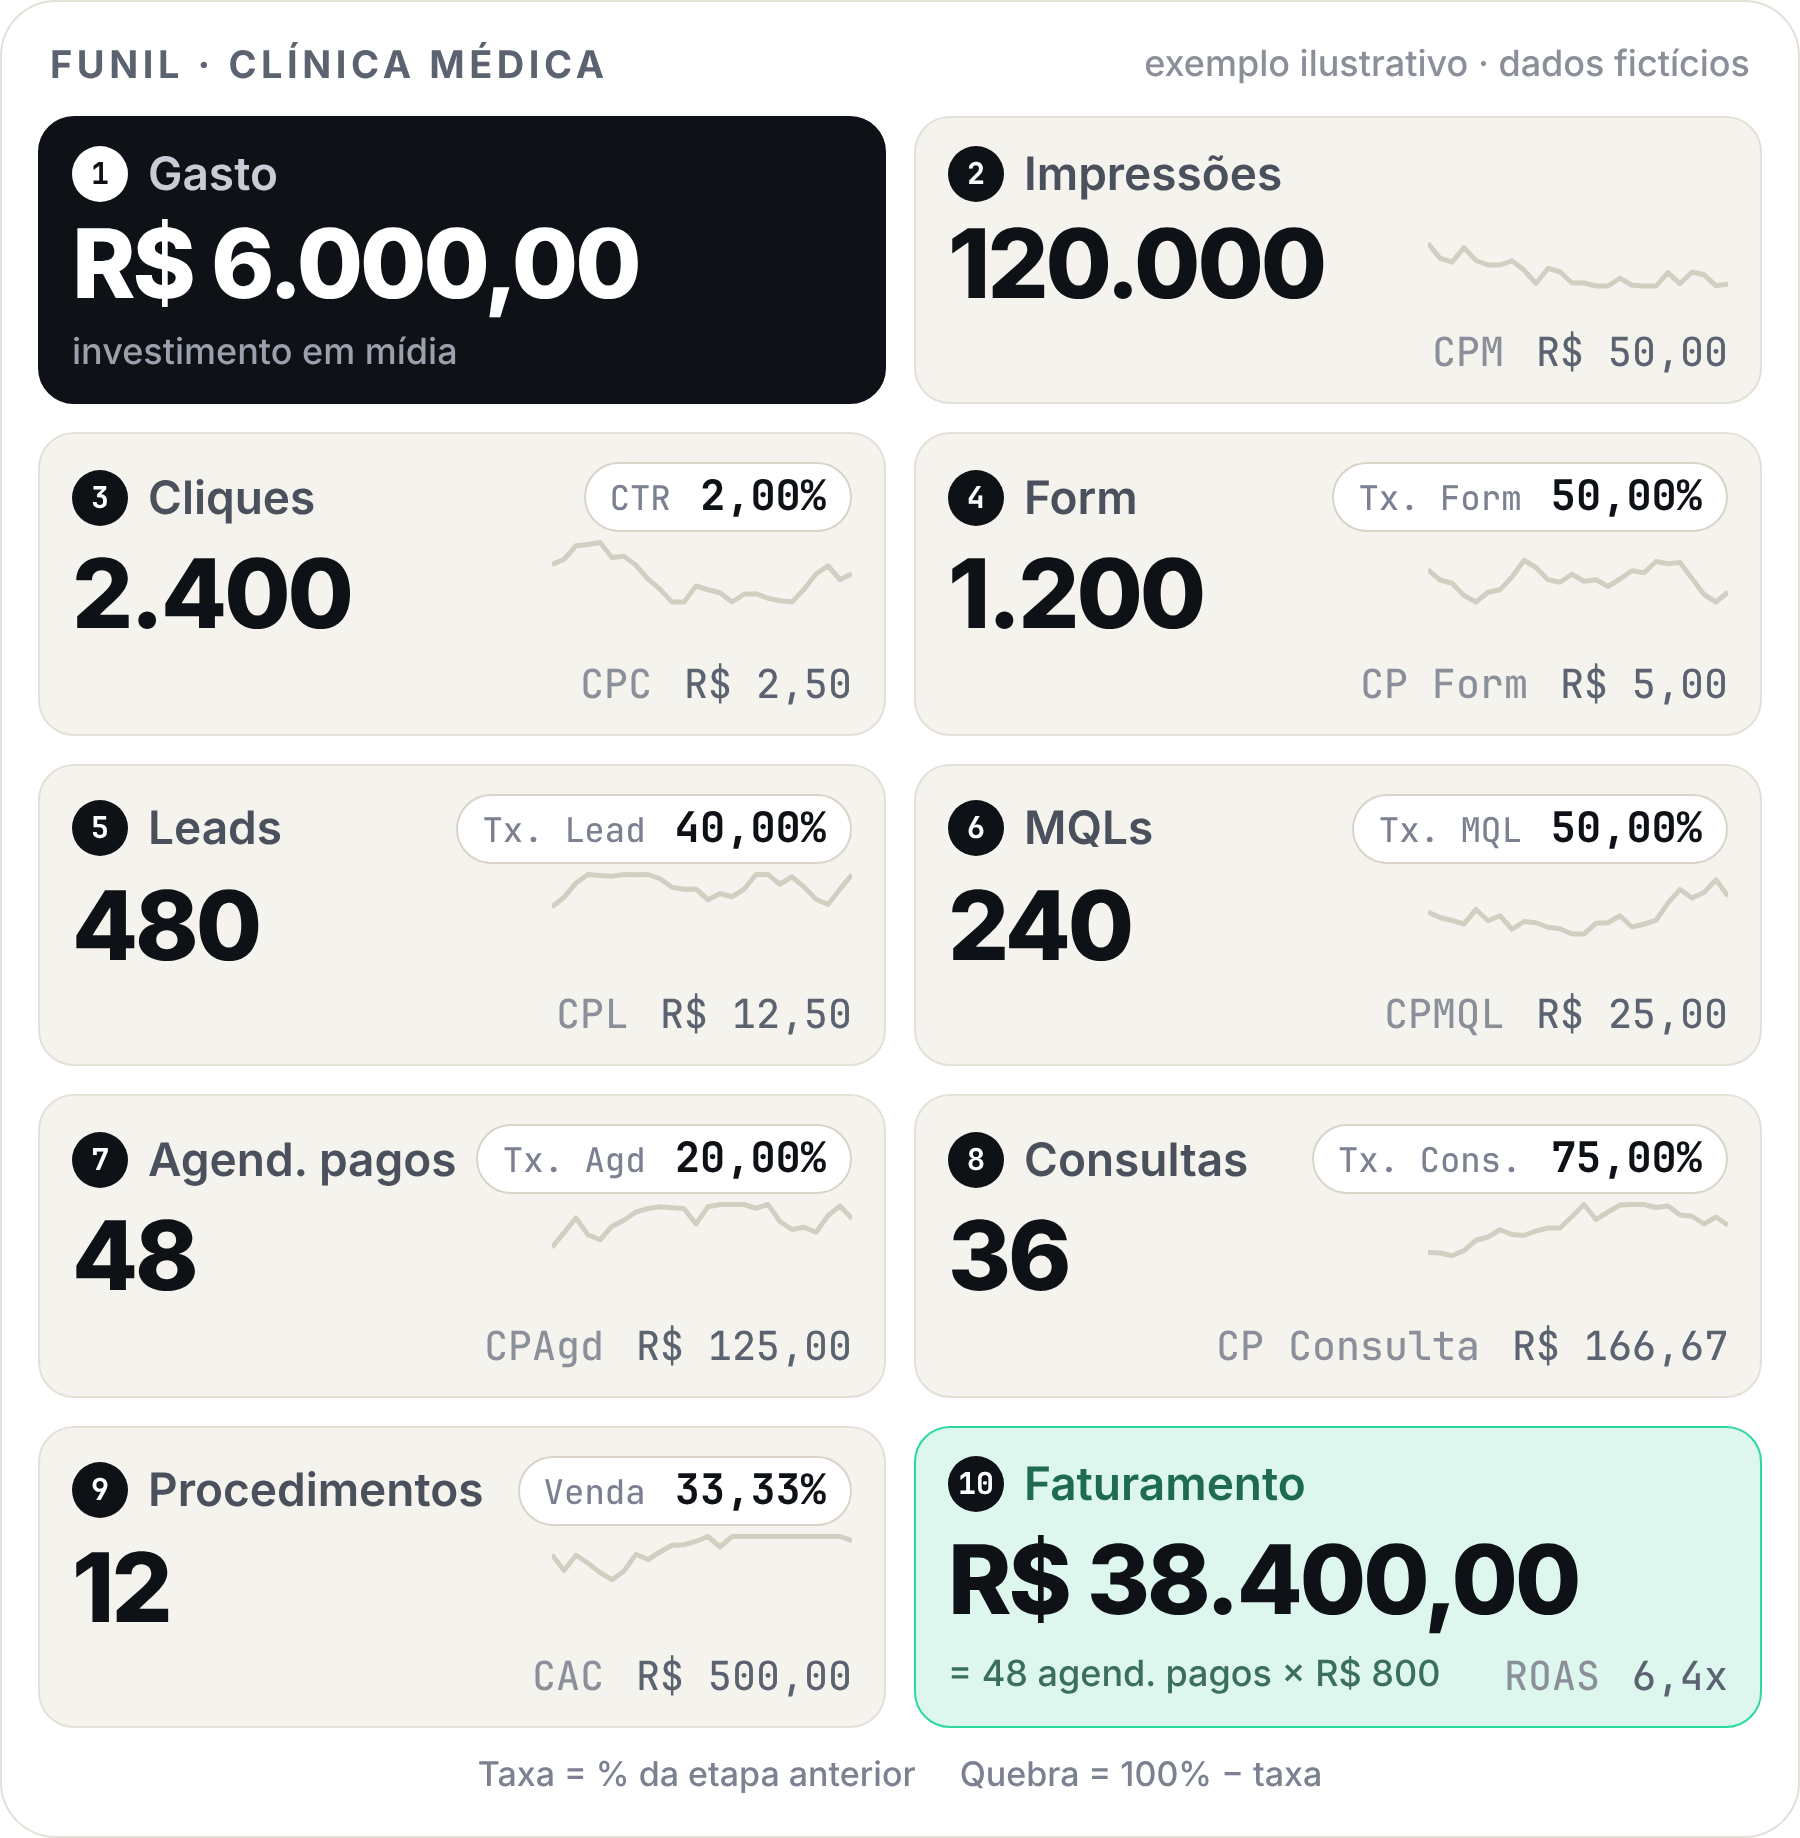 FUNIL · CLÍNICA MÉDICA
exemplo ilustrativo · dados fictícios
1 Gasto
R$ 6.000,00
investimento em mídia
2 Impressões
120.000
CPM R$ 50,00
3 Cliques CTR 2,00%
2.400
CPC R$ 2,50
4 Form Tx. Form 50,00%
1.200
CP Form R$ 5,00
5 Leads Tx. Lead 40,00%
480
CPL R$ 12,50
6 MQLs Tx. MQL 50,00%
240
CPMQL R$ 25,00
7 Agend. pagos Tx. Agd 20,00%
48
CPAgd R$ 125,00
8 Consultas Tx. Cons. 75,00%
36
CP Consulta R$ 166,67
9 Procedimentos Venda 33,33%
12
CAC R$ 500,00
10 Faturamento
R$ 38.400,00
= 48 agend. pagos × R$ 800 ROAS 6,4x
Taxa = % da etapa anterior Quebra = 100% − taxa